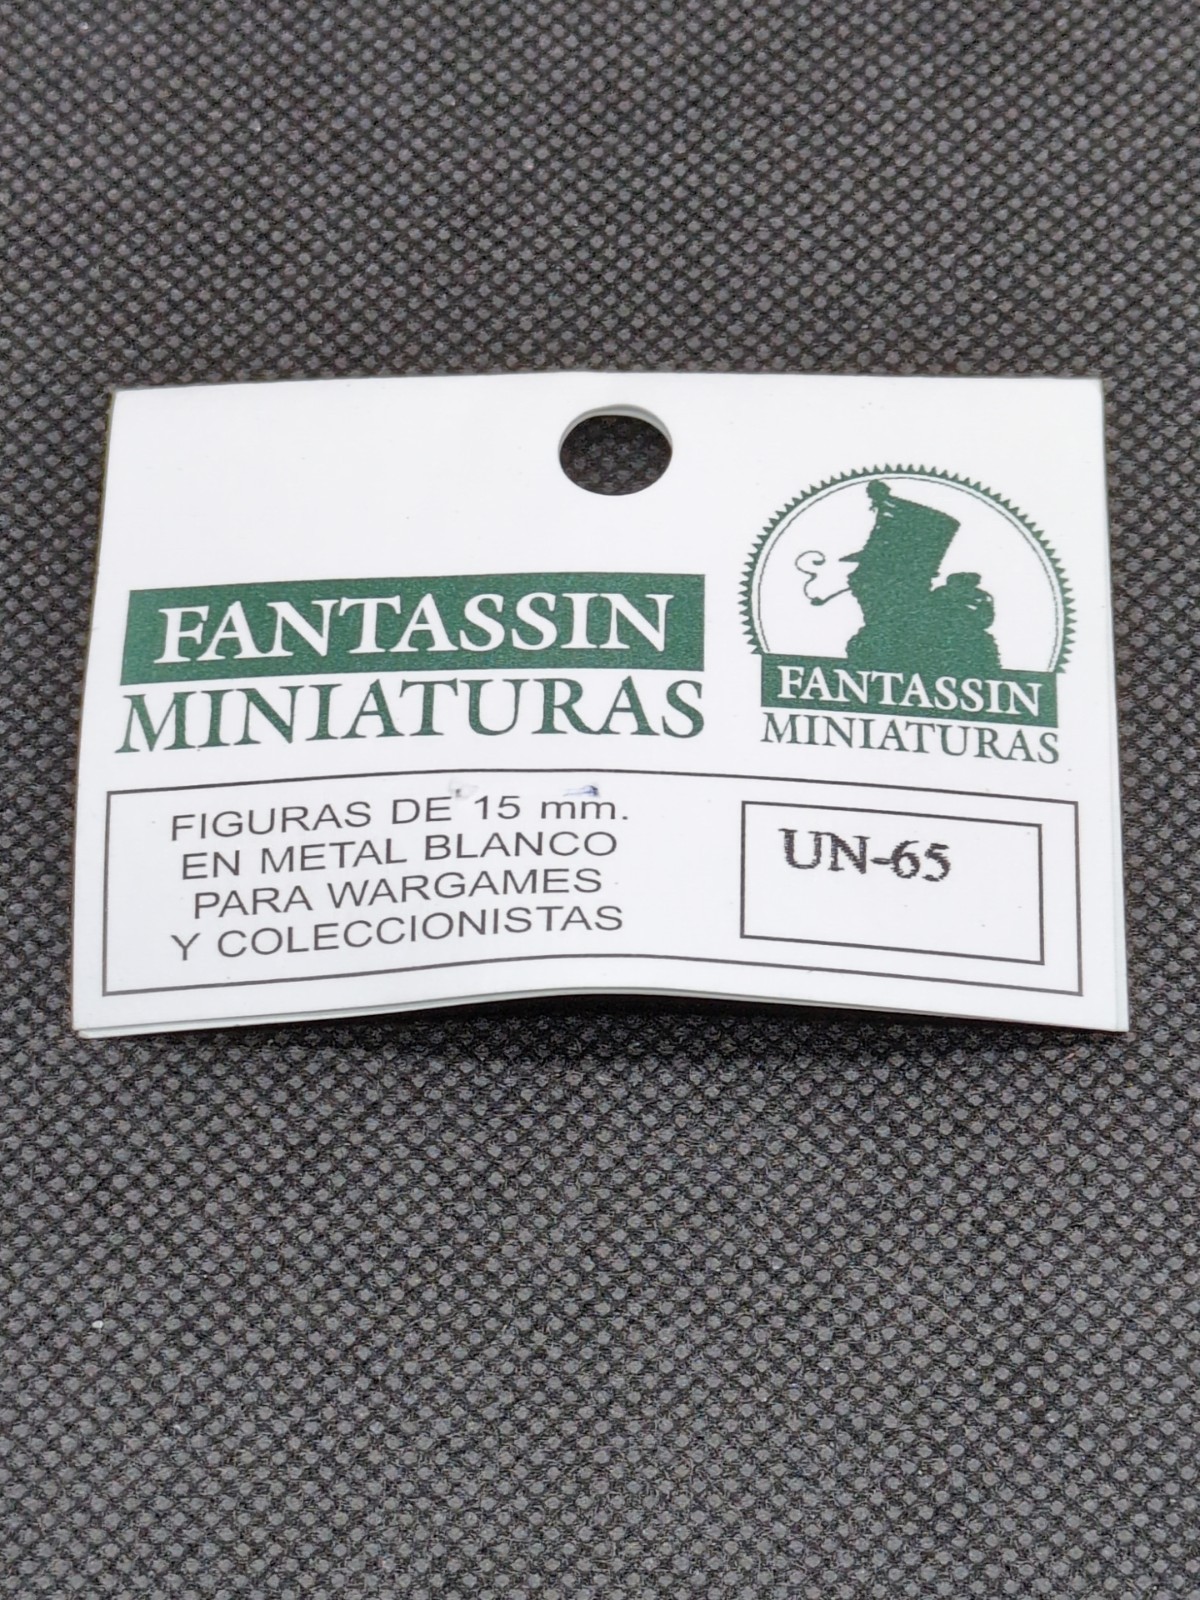 FANTASSIN
MINIATURAS
FANTASSIN
MINIATURAS
FIGURAS DE 15 mm.
EN METAL BLANCO
PARA WARGAMES
Y COLECCIONISTAS
UN-65